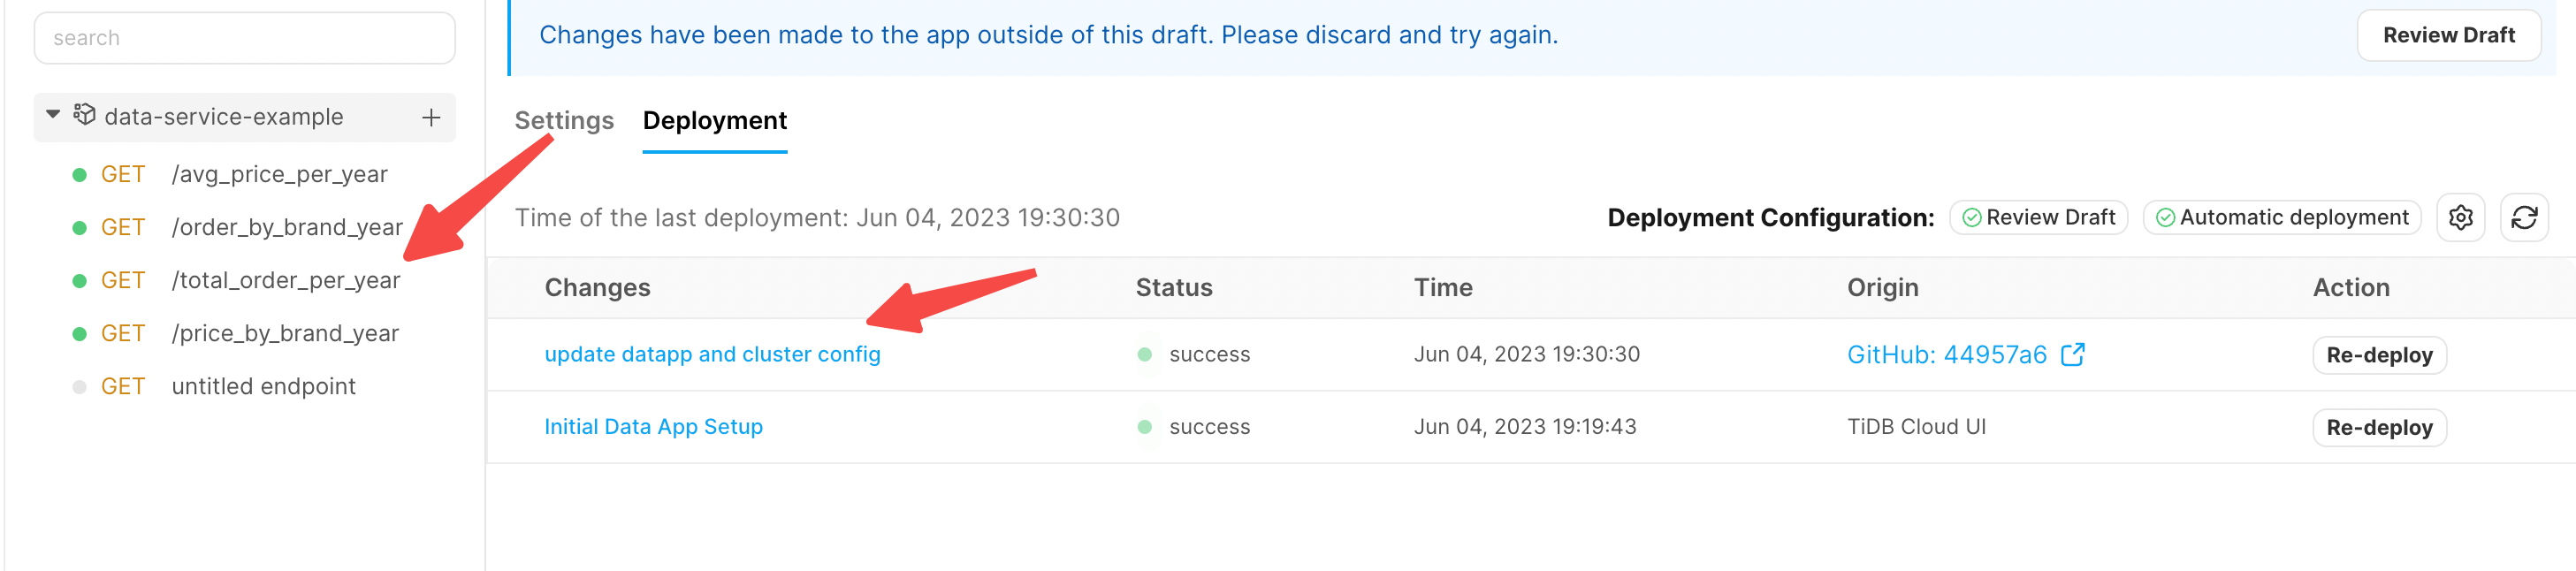 search
data-service-example
GET /avg_price_per_year
GET /order_by_brand_year
GET /total_order_per_year
GET /price_by_brand_year
GET untitled endpoint
Changes have been made to the app outside of this draft. Please discard and try again.
Review Draft
Settings Deployment
Time of the last deployment: Jun 04, 2023 19:30:30
Deployment Configuration: Review Draft Automatic deployment
Changes Status Time Origin Action
update datapp and cluster config success Jun 04, 2023 19:30:30 GitHub: 44957a6 Re-deploy
Initial Data App Setup success Jun 04, 2023 19:19:43 TiDB Cloud UI Re-deploy